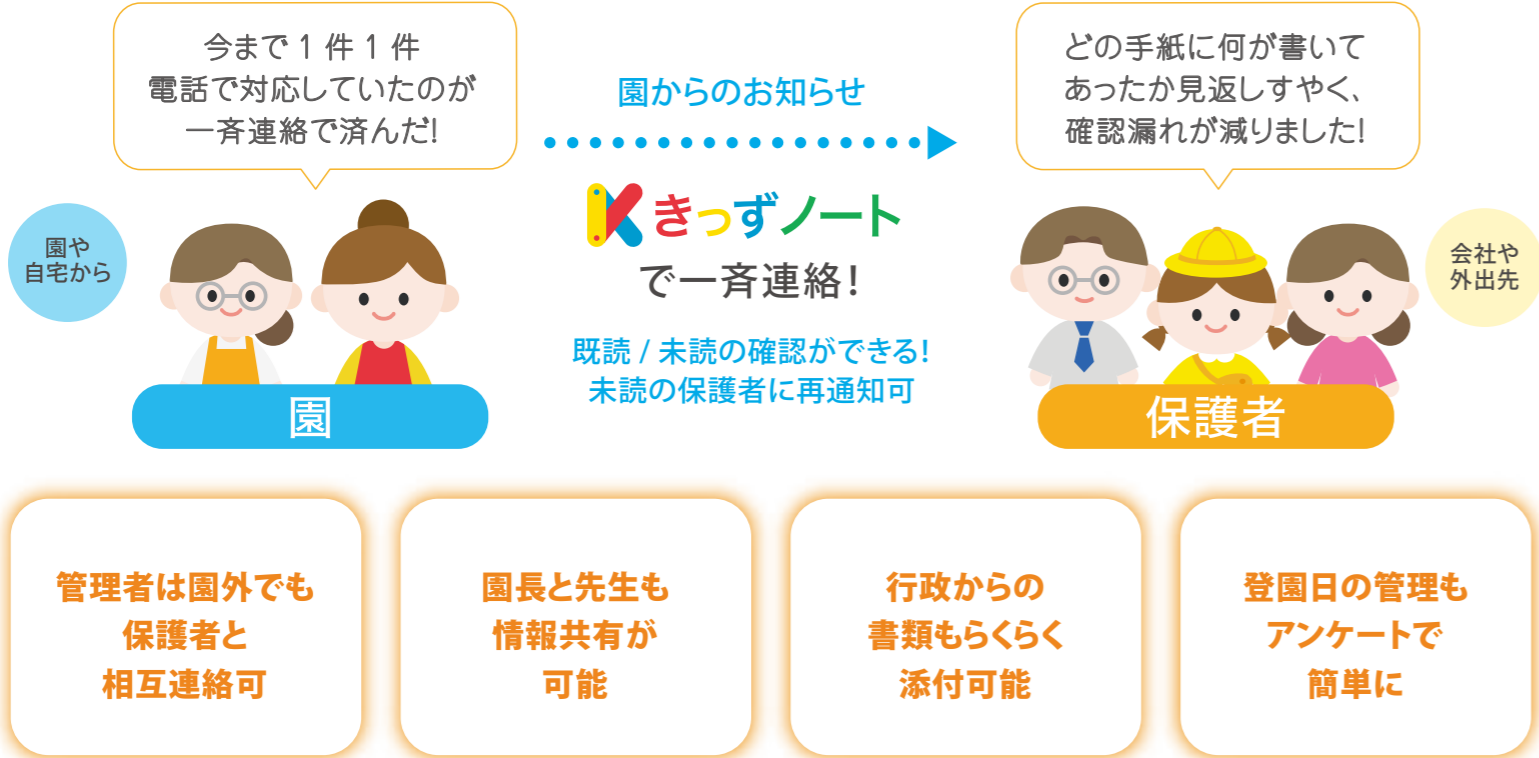 今まで 1 件 1 件
電話で対応していたのが
一斉連絡で済んだ!
園からのお知らせ
どの手紙に何が書いて
あったか見返しすやく、
確認漏れが減りました!
園や
自宅から
きっずノート
で一斉連絡!
会社や
外出先
既読 / 未読の確認ができる!
未読の保護者に再通知可
園
保護者
管理者は園外でも
保護者と
相互連絡可
園長と先生も
情報共有が
可能
行政からの
書類もらくらく
添付可能
登園日の管理も
アンケートで
簡単に